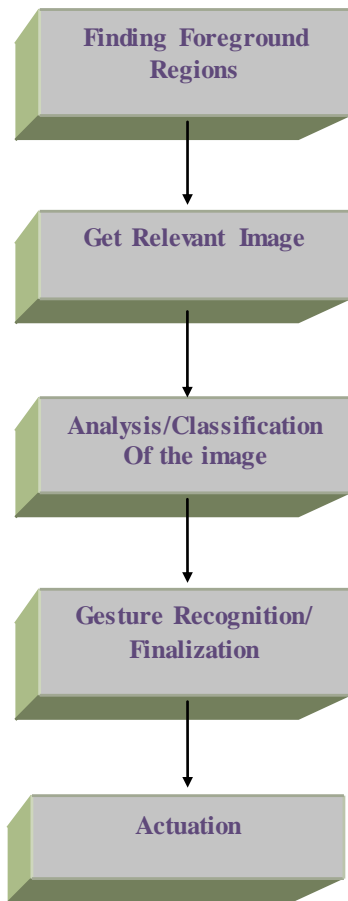 Finding Foreground
Regions
Get Relevant Image
Analysis/Classification
Of the image
Gesture Recognition/
Finalization
Actuation